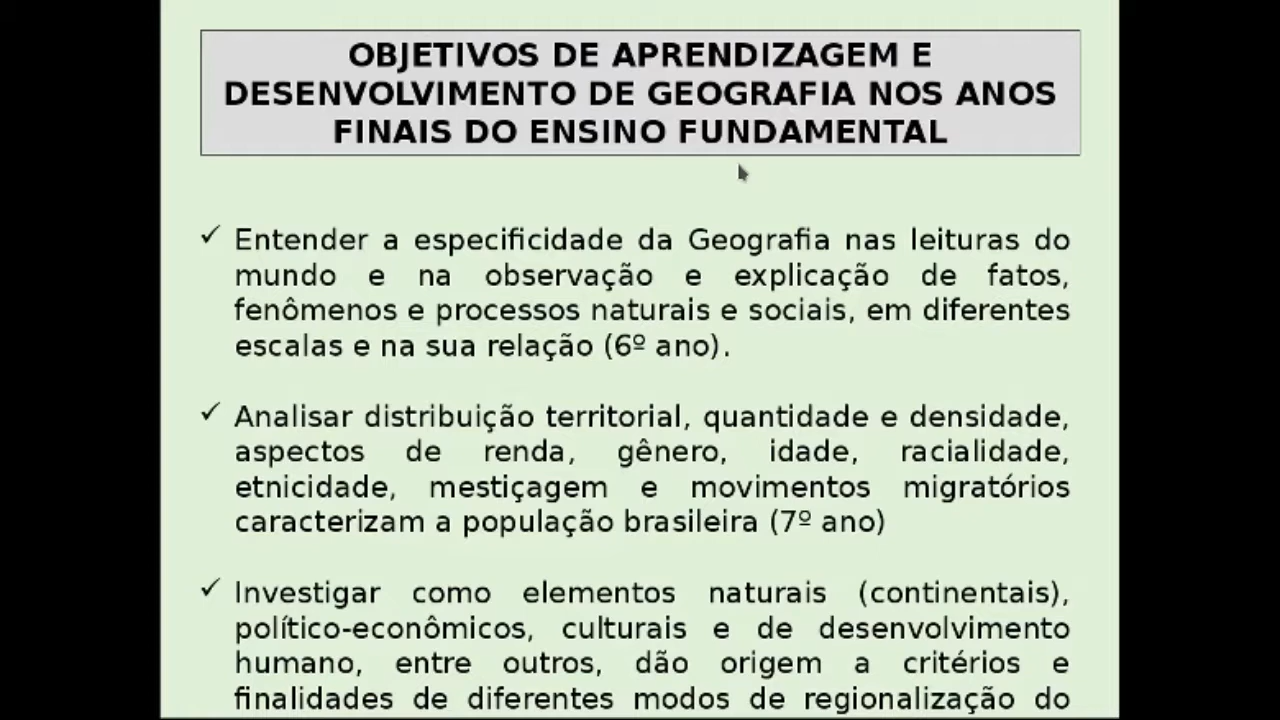 OBJETIVOS DE APRENDIZAGEM E
DESENVOLVIMENTO DE GEOGRAFIA NOS ANOS
FINAIS DO ENSINO FUNDAMENTAL
✓ Entender a especificidade da Geografia nas leituras do
mundo e na observação e explicação de fatos,
fenômenos e processos naturais e sociais, em diferentes
escalas e na sua relação (6º ano).
✓ Analisar distribuição territorial, quantidade e densidade,
aspectos de renda, gênero, idade, racialidade,
etnicidade, mestiçagem e movimentos migratórios
caracterizam a população brasileira (7º ano)
✓ Investigar como elementos naturais (continentais),
político-econômicos, culturais e de desenvolvimento
humano, entre outros, dão origem a critérios e
finalidades de diferentes modos de regionalização do